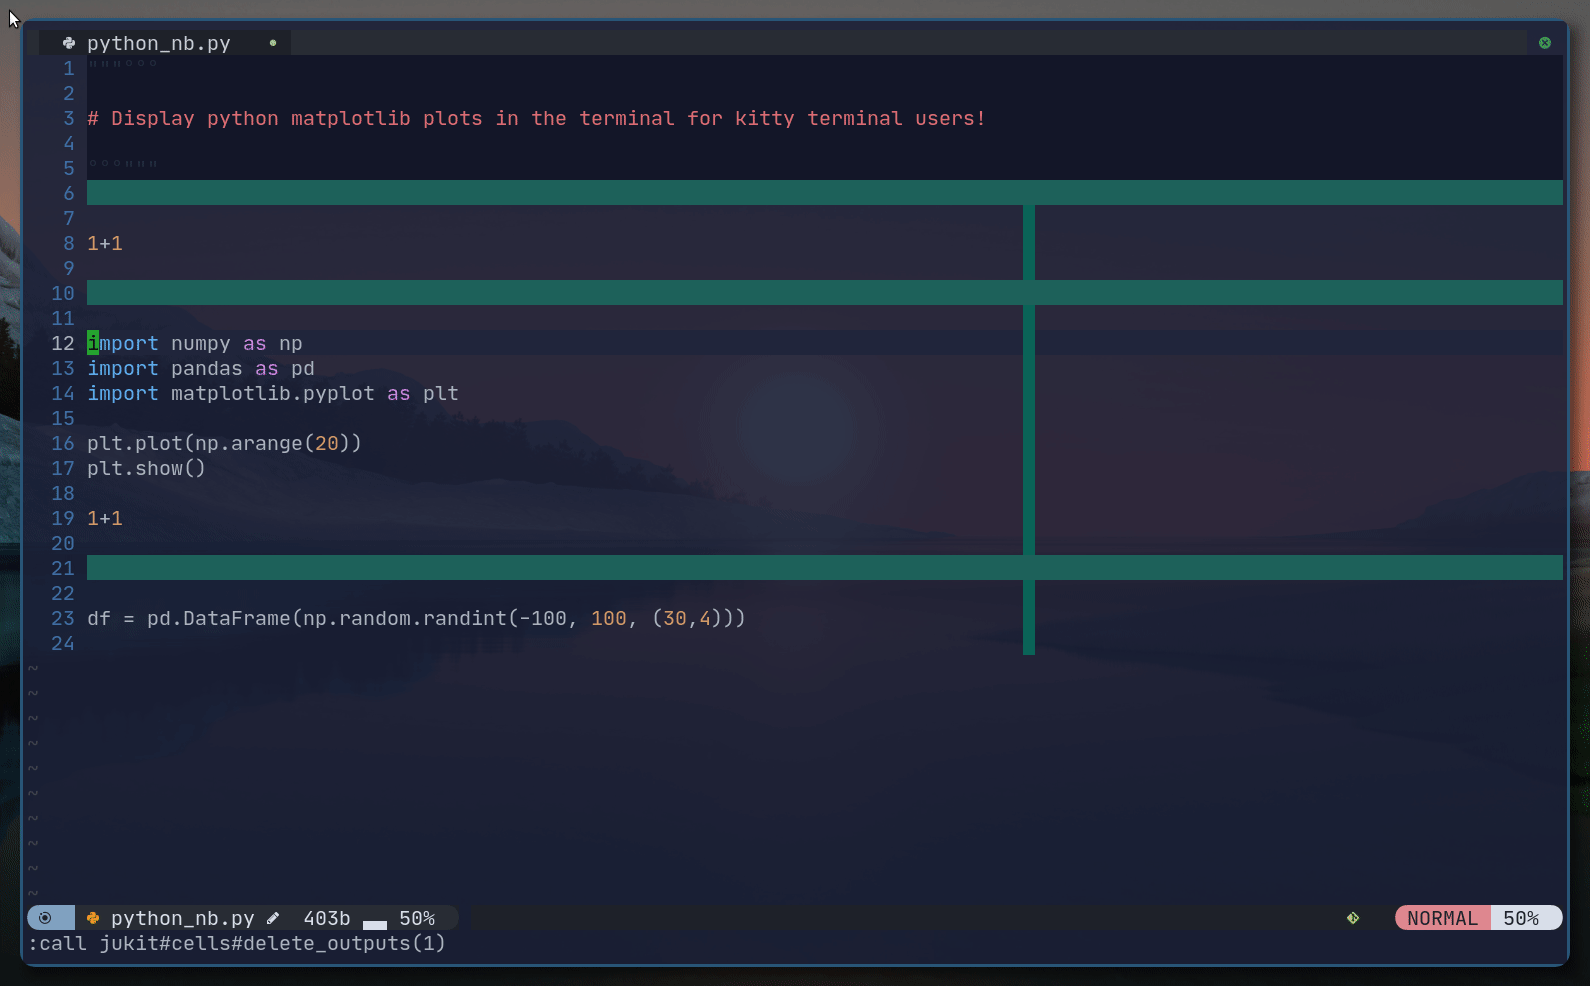 python_nb.py
1 """°°°
2
3 # Display python matplotlib plots in the terminal for kitty terminal users!
4
5 °°°"""
6
7
8 1+1
9
10
11
12 import numpy as np
13 import pandas as pd
14 import matplotlib.pyplot as plt
15
16 plt.plot(np.arange(20))
17 plt.show()
18
19 1+1
20
21
22
23 df = pd.DataFrame(np.random.randint(-100, 100, (30,4)))
24
~
~
~
~
~
~
~
~
~
~
python_nb.py 403b 50% NORMAL 50%
:call jukit#cells#delete_outputs(1)